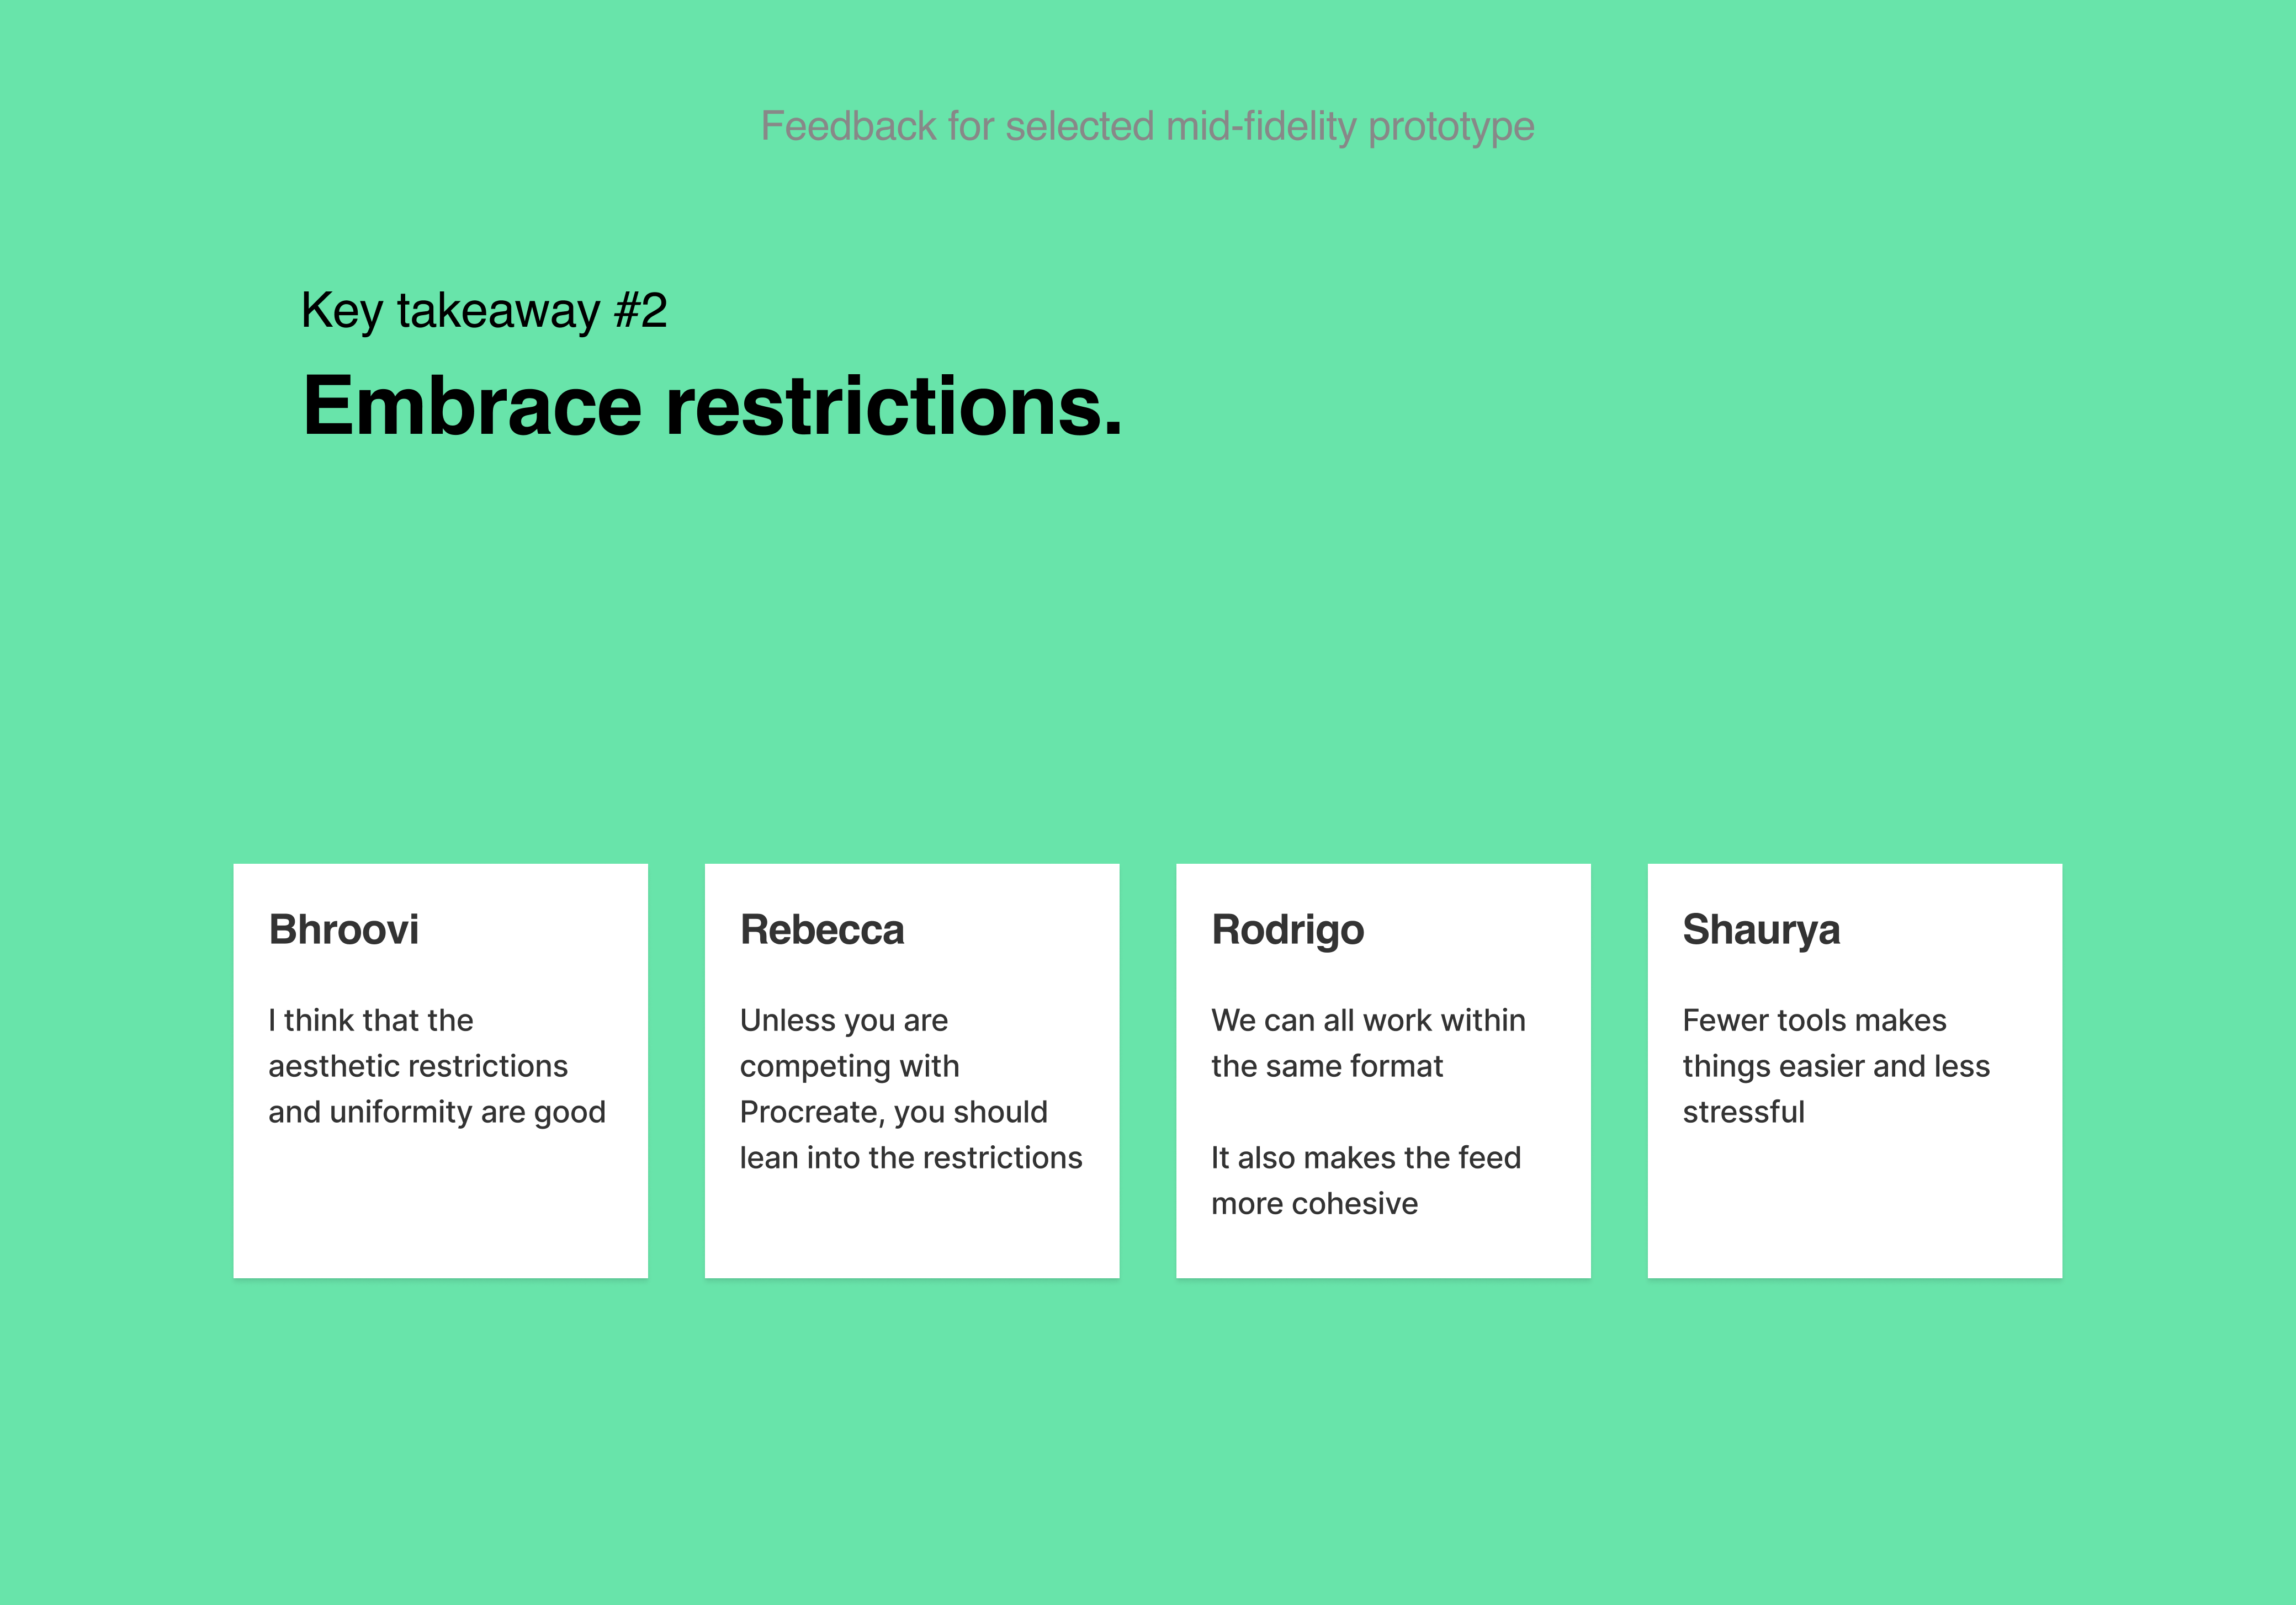 Feedback for selected mid-fidelity prototype
Key takeaway #2
Embrace restrictions.
Bhroovi
I think that the
aesthetic restrictions
and uniformity are good
Rebecca
Unless you are
competing with
Procreate, you should
lean into the restrictions
Rodrigo
We can all work within
the same format
It also makes the feed
more cohesive
Shaurya
Fewer tools makes
things easier and less
stressful